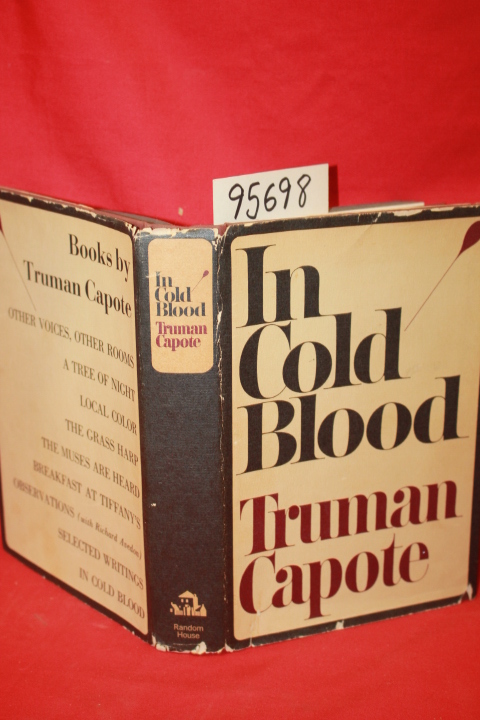 95698
Books by
Truman Capote
OTHER VOICES, OTHER ROOMS
A TREE OF NIGHT
LOCAL COLOR
THE GRASS HARP
THE MUSES ARE HEARD
BREAKFAST AT TIFFANY'S
OBSERVATIONS (with Richard Avedon)
SELECTED WRITINGS
IN COLD BLOOD
In
Cold
Blood
Truman
Capote
Random
House
In
Cold
Blood
Truman
Capote